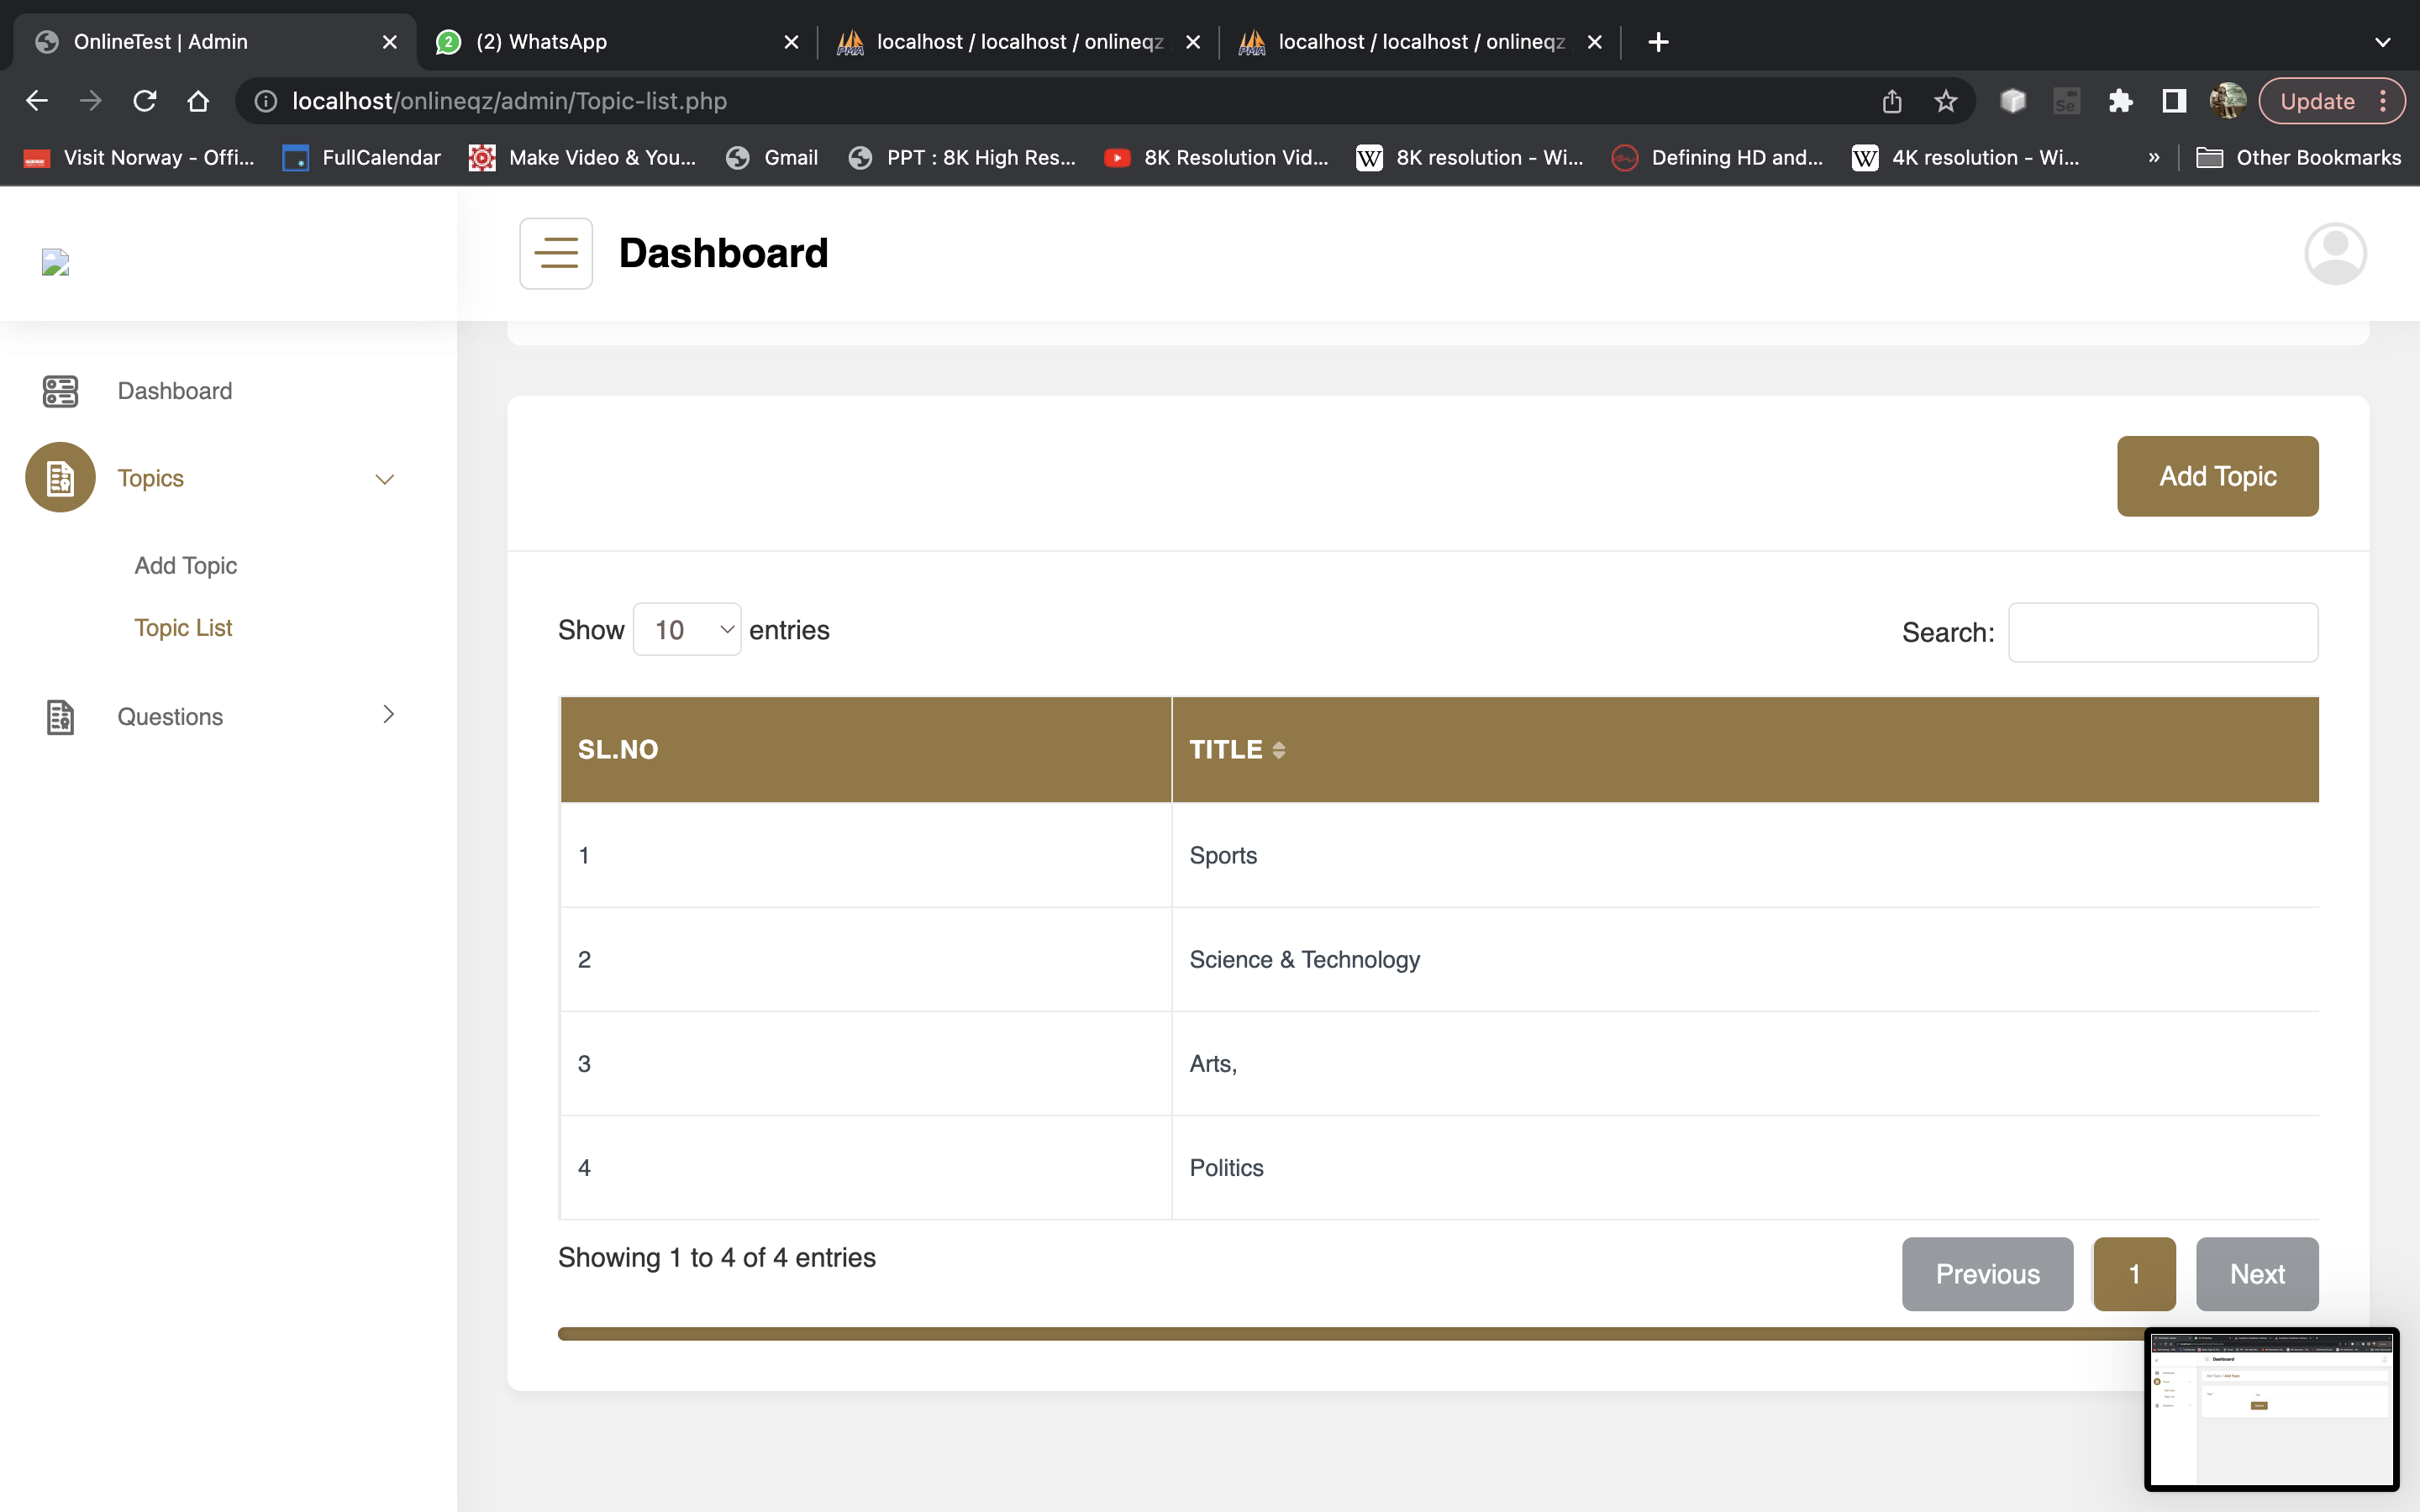 OnlineTest | Admin
(2) WhatsApp
localhost / localhost / onlineqz
localhost / localhost / onlineqz
localhost/onlineqz/admin/Topic-list.php
Update
Visit Norway - Offi...
FullCalendar
Make Video & You...
Gmail
PPT : 8K High Res...
8K Resolution Vid...
8K resolution - Wi...
Defining HD and...
4K resolution - Wi...
»
Other Bookmarks
Dashboard
Dashboard
Topics
Add Topic
Topic List
Questions
Add Topic
Show 10 entries
Search:
SL.NO TITLE
1 Sports
2 Science & Technology
3 Arts,
4 Politics
Showing 1 to 4 of 4 entries
Previous 1 Next
Dashboard